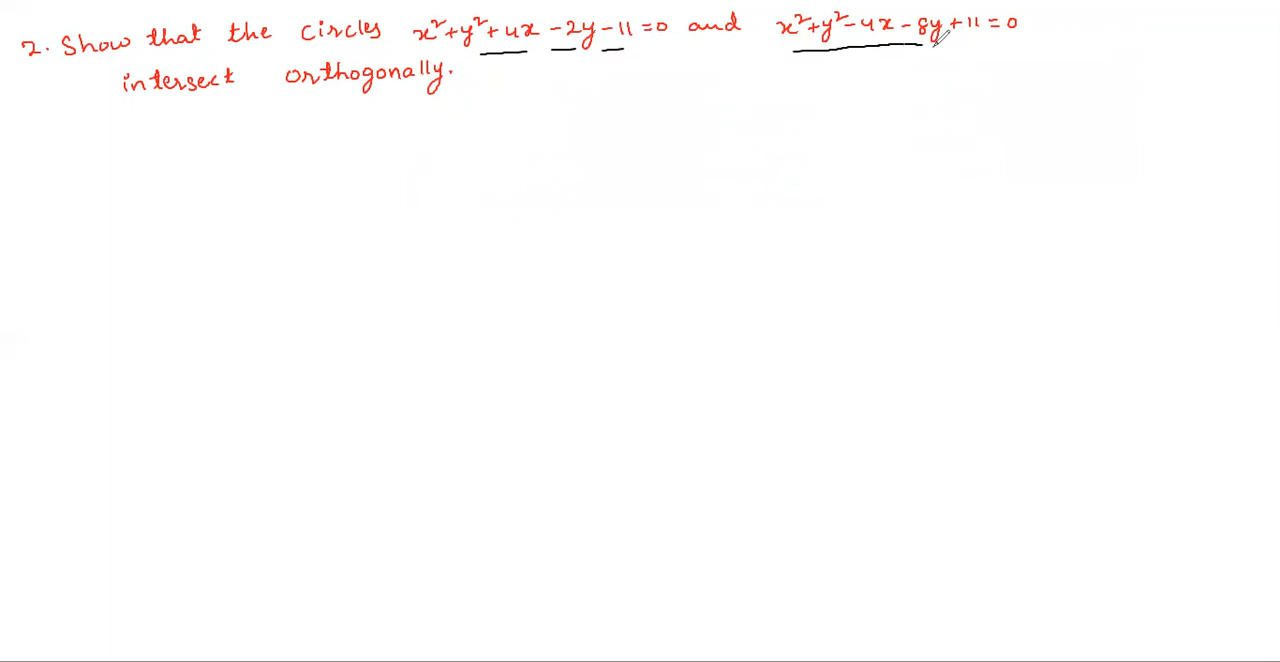 2. Show that the circles x²+y²+4x-2y-11=0 and x²+y²-4x-8y+11=0
intersect orthogonally.